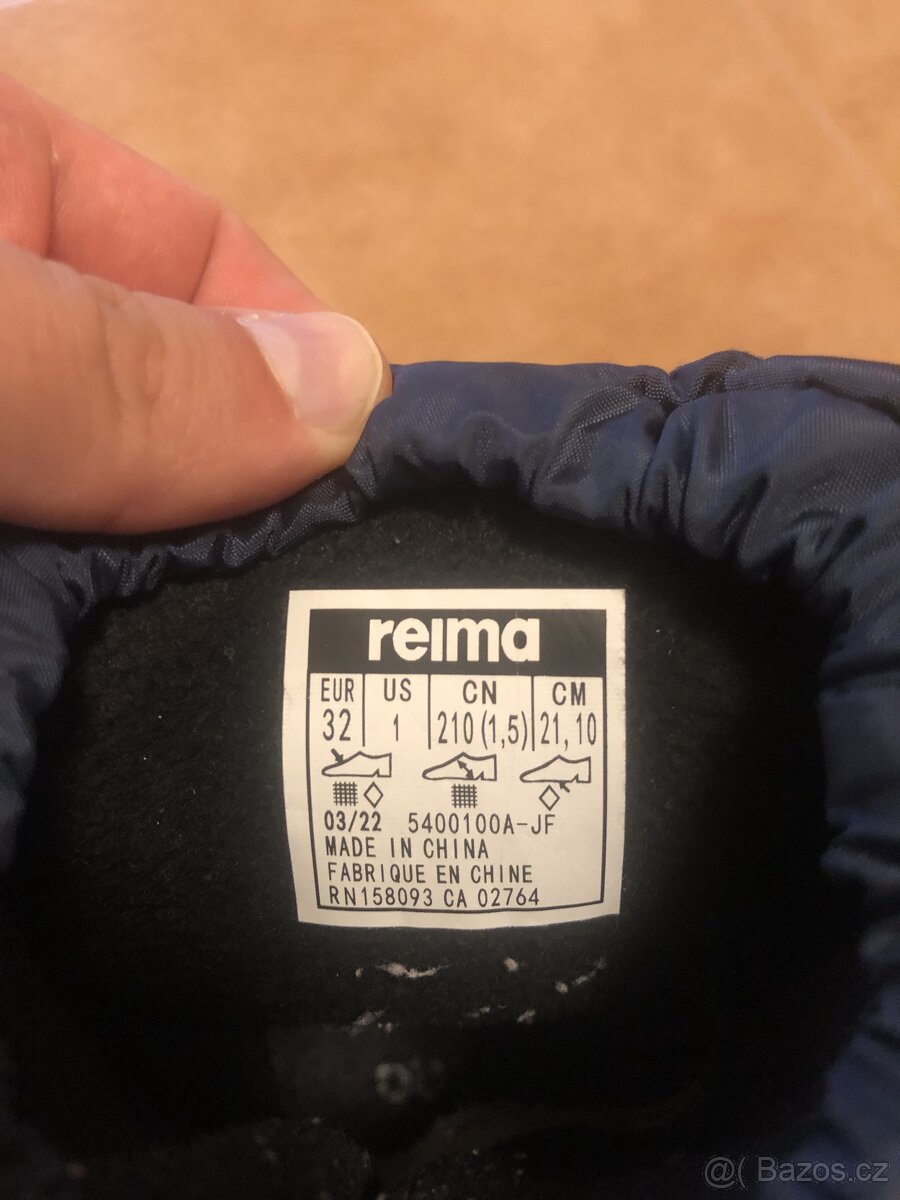 reima
EUR US CN CM
32 1 210 (1,5) 21,10
03/22 5400100A-JF
MADE IN CHINA
FABRIQUE EN CHINE
RN158093 CA 02764
@( Bazos.cz